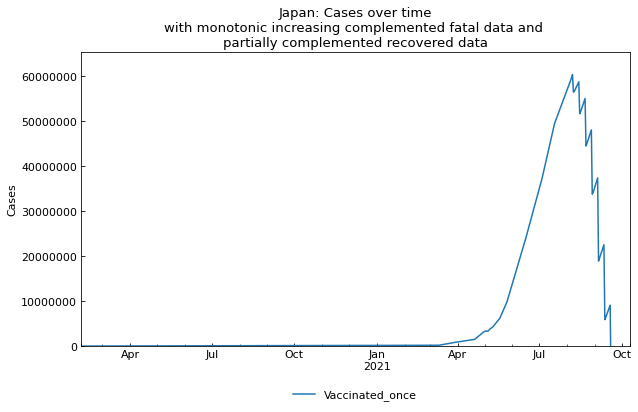 Japan: Cases over time
with monotonic increasing complemented fatal data and
partially complemented recovered data
60000000
50000000
40000000
30000000
20000000
10000000
0
Cases
Apr Jul Oct Jan Apr Jul Oct
2021
Vaccinated_once